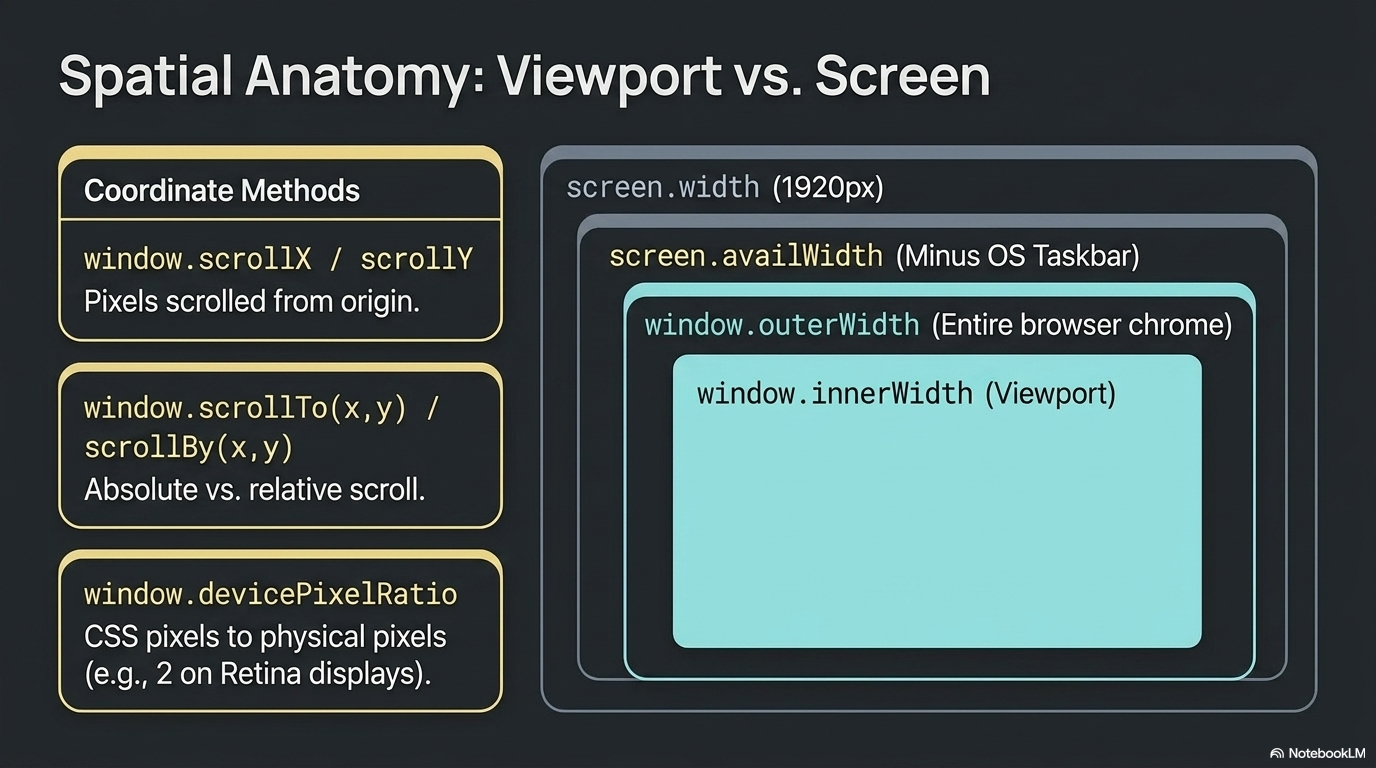 Spatial Anatomy: Viewport vs. Screen
Coordinate Methods
window.scrollX / scrollY
Pixels scrolled from origin.
window.scrollTo(x,y) /
scrollBy(x,y)
Absolute vs. relative scroll.
window.devicePixelRatio
CSS pixels to physical pixels
(e.g., 2 on Retina displays).
screen.width (1920px)
screen.availWidth (Minus OS Taskbar)
window.outerWidth (Entire browser chrome)
window.innerWidth (Viewport)
NotebookLM